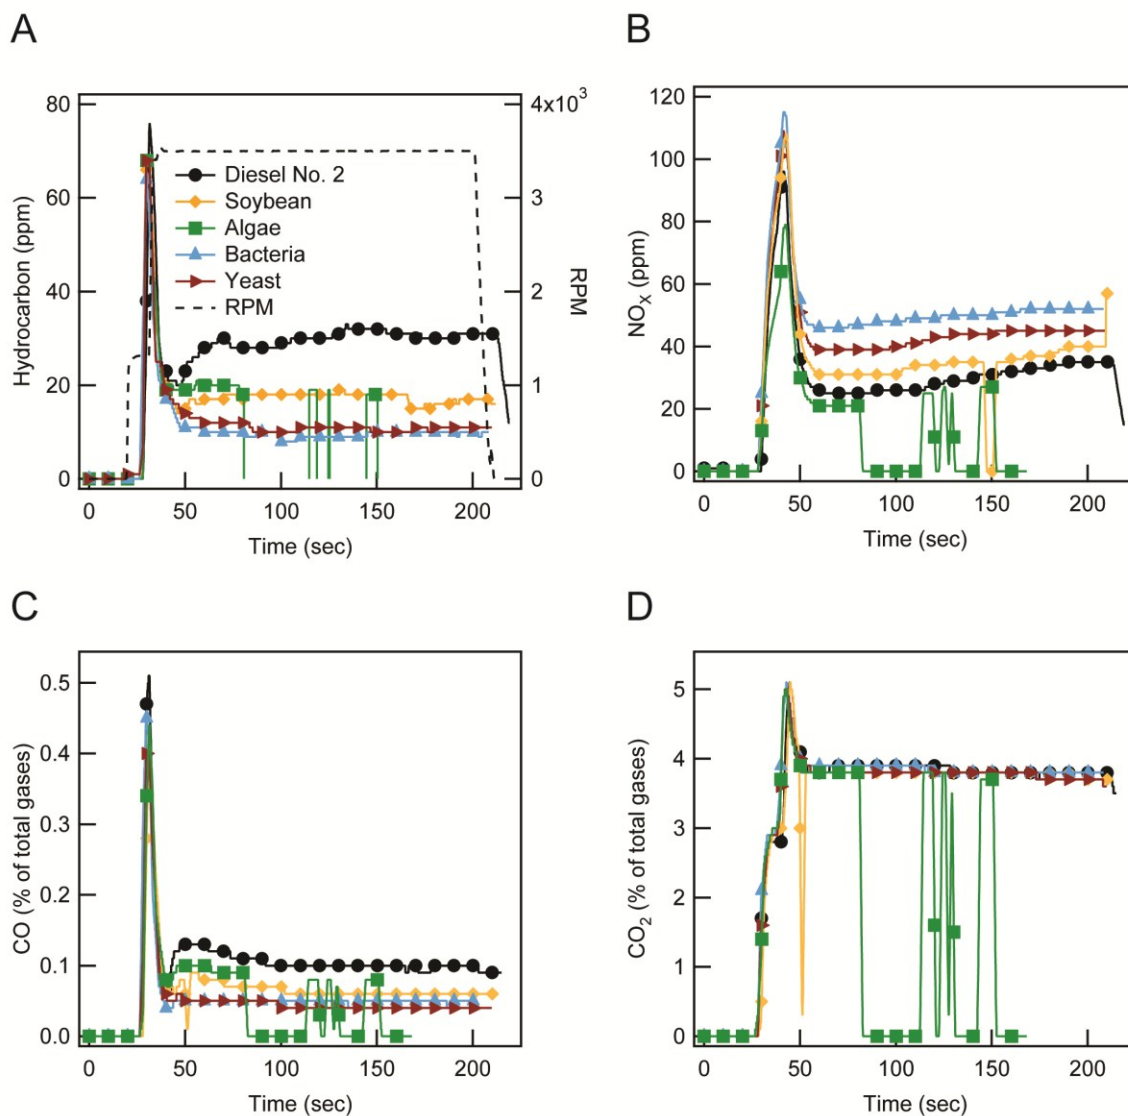 A
B
80
60
40
20
0
Hydrocarbon (ppm)
4x10³
3
2
1
0
RPM
Diesel No. 2
Soybean
Algae
Bacteria
Yeast
RPM
0
50
100
150
200
Time (sec)
120
100
80
60
40
20
0
NOX (ppm)
0
50
100
150
200
Time (sec)
C
D
0.5
0.4
0.3
0.2
0.1
0.0
CO (% of total gases)
0
50
100
150
200
Time (sec)
5
4
3
2
1
0
CO2 (% of total gases)
0
50
100
150
200
Time (sec)